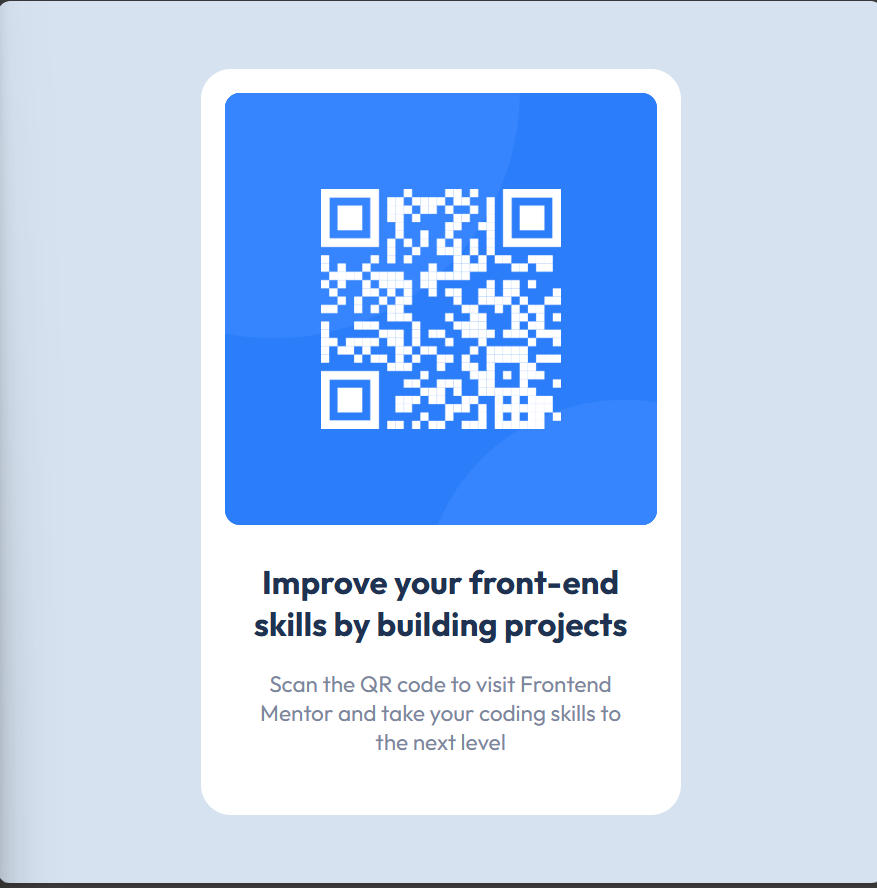 Improve your front-end
skills by building projects
Scan the QR code to visit Frontend
Mentor and take your coding skills to
the next level